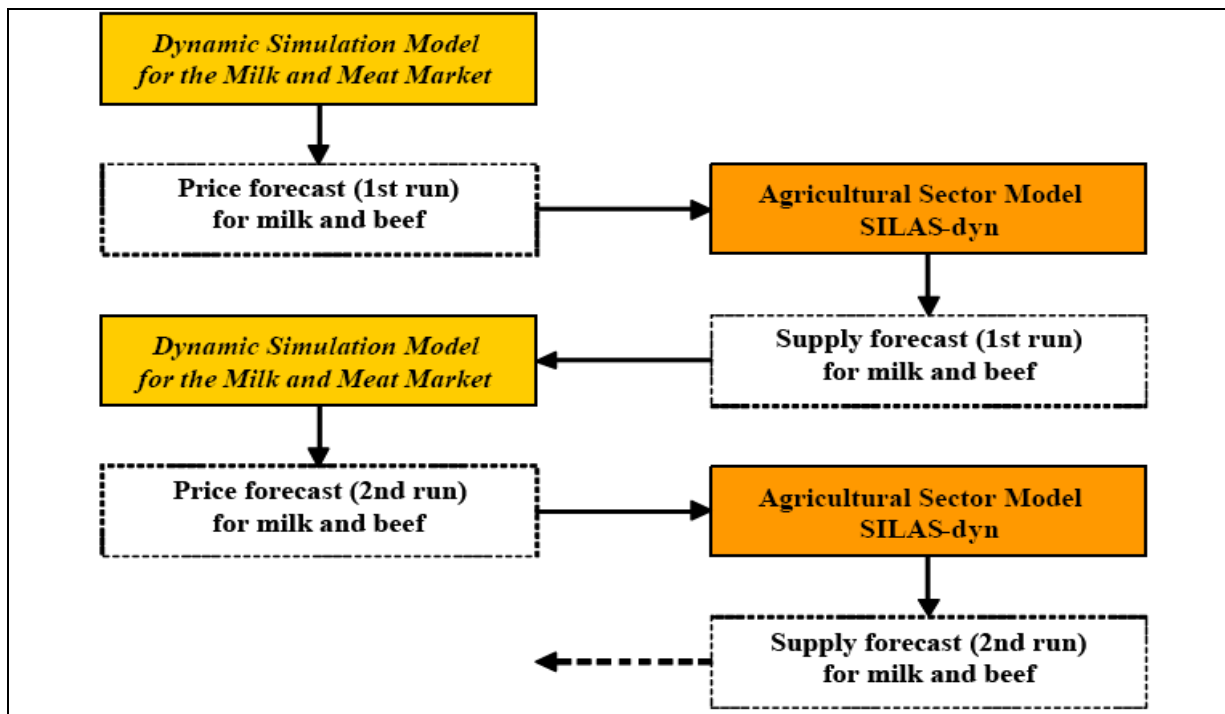 Dynamic Simulation Model
for the Milk and Meat Market
Price forecast (1st run)
for milk and beef
Agricultural Sector Model
SILAS-dyn
Supply forecast (1st run)
for milk and beef
Dynamic Simulation Model
for the Milk and Meat Market
Price forecast (2nd run)
for milk and beef
Agricultural Sector Model
SILAS-dyn
Supply forecast (2nd run)
for milk and beef